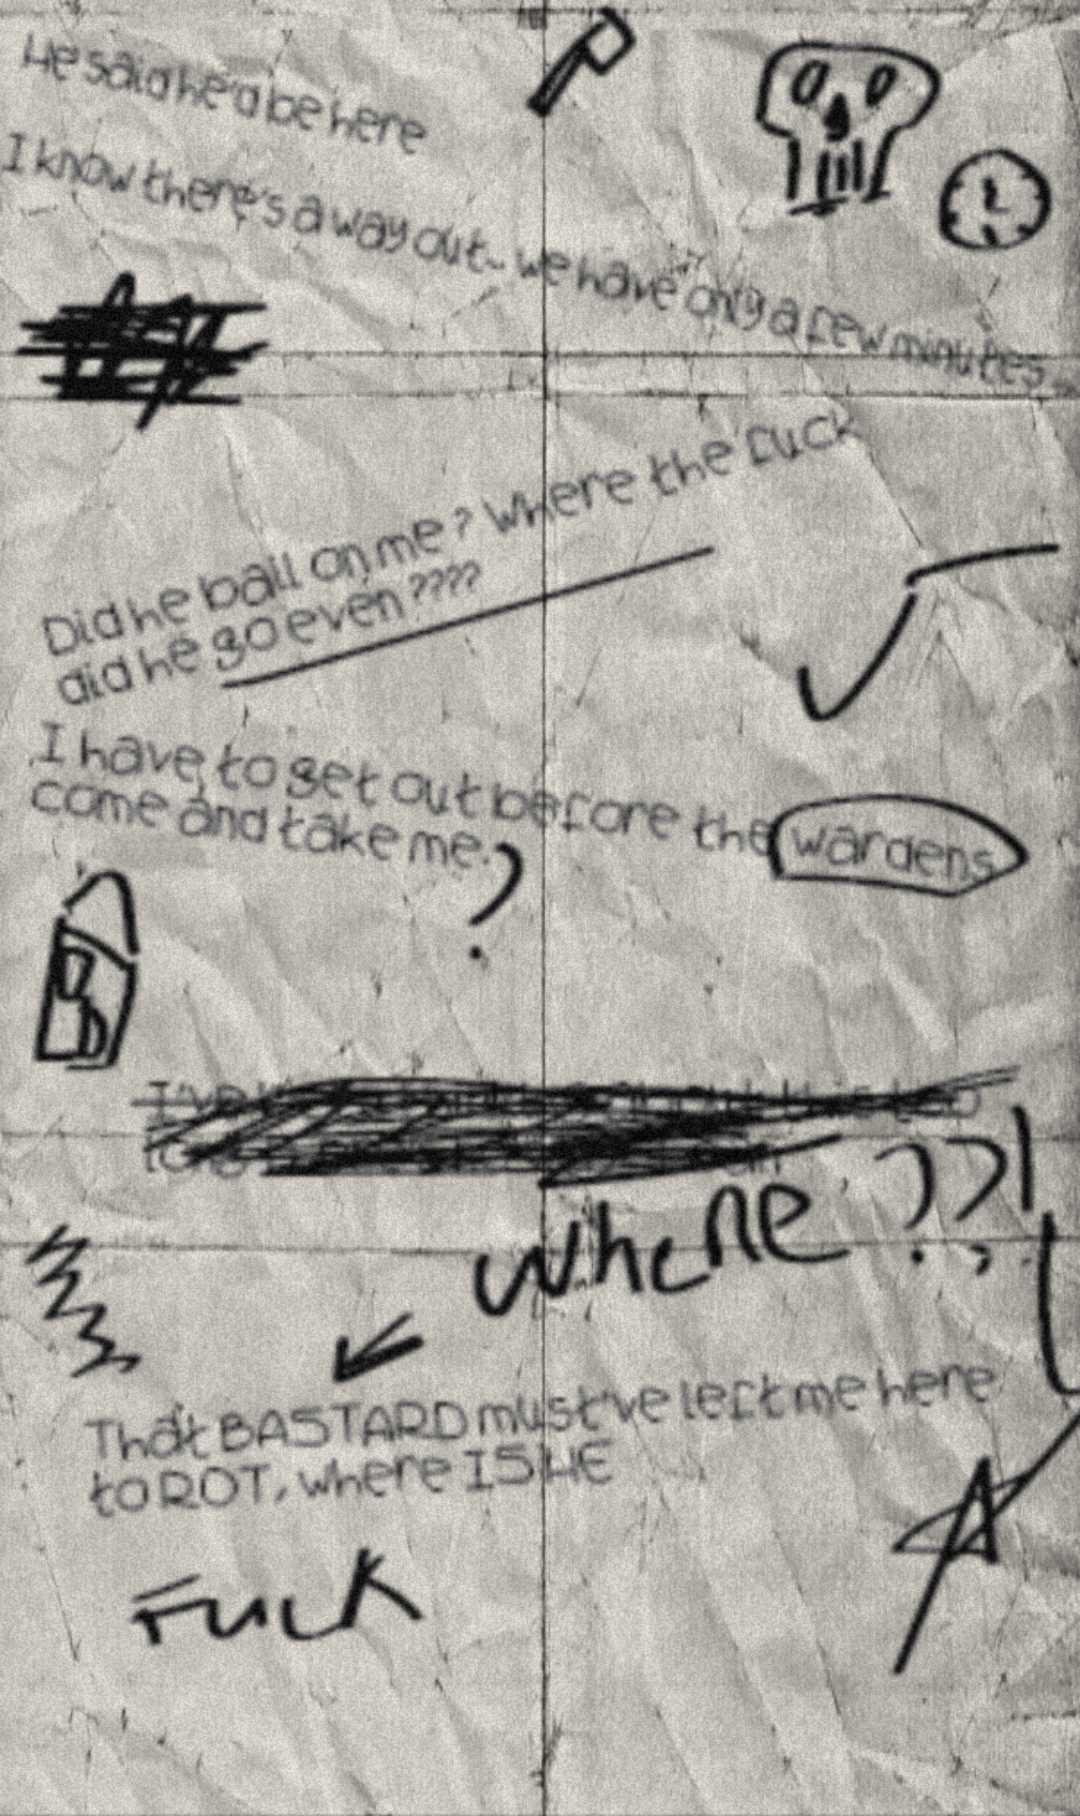 He said he'd be here
I know there's a way out.. we have only a few minutes..
Did he bail on me? Where the fuck
did he go even????
I have to get out before the wardens
come and take me.
?
I've
Where ??!
That BASTARD must've left me here
to ROT, where IS HE
FUCK